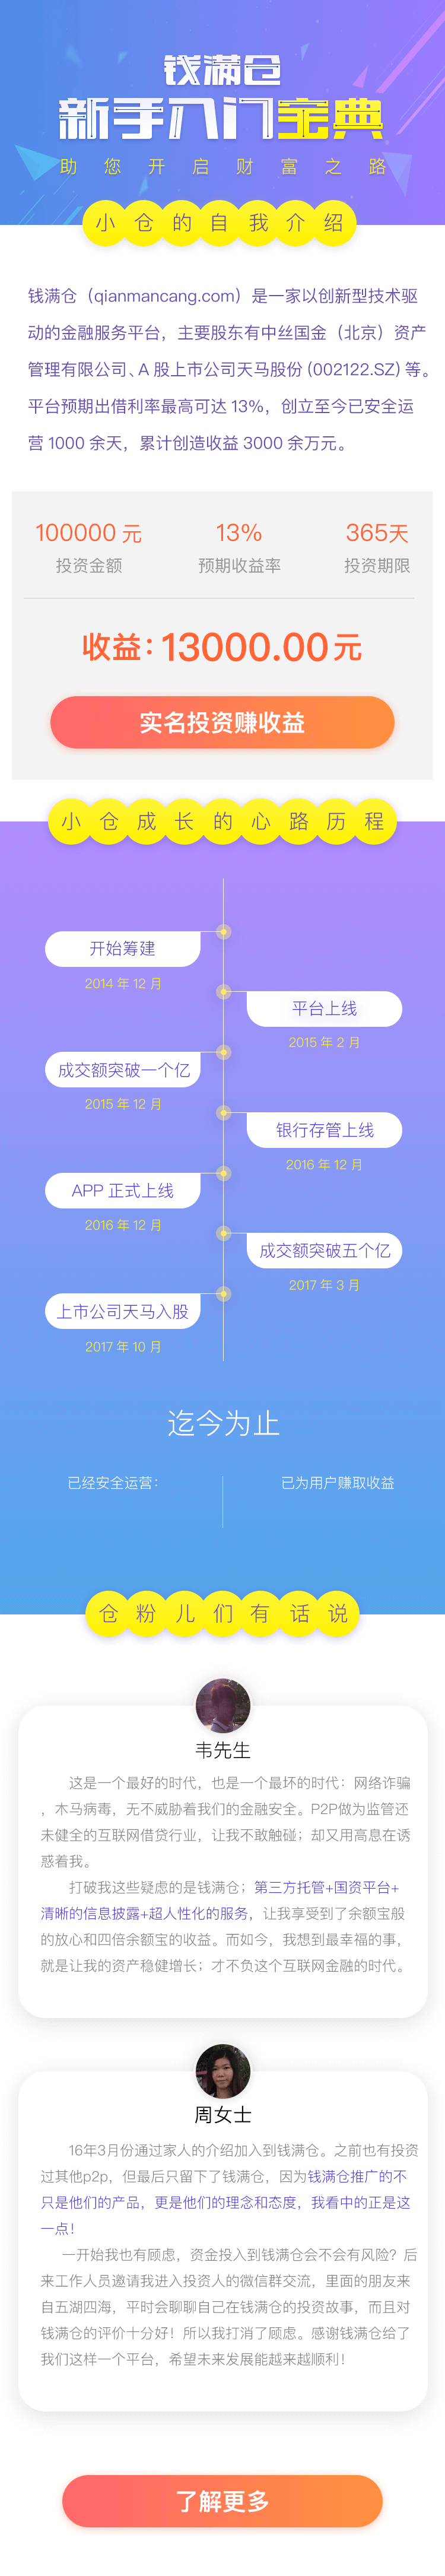 钱满仓
新手入门宝典
助您开启财富之路
小仓的自我介绍
钱满仓（qianmancang.com）是一家以创新型技术驱
动的金融服务平台，主要股东有中丝国金（北京）资产
管理有限公司、A 股上市公司天马股份 (002122.SZ) 等。
平台预期出借利率最高可达 13%，创立至今已安全运
营 1000 余天，累计创造收益 3000 余万元。
100000 元 13% 365天
投资金额 预期收益率 投资期限
收益：13000.00 元
实名投资赚收益
小仓成长的心路历程
开始筹建
2014 年 12 月
平台上线
2015 年 2 月
成交额突破一个亿
2015 年 12 月
银行存管上线
2016 年 12 月
APP 正式上线
2016 年 12 月
成交额突破五个亿
2017 年 3 月
上市公司天马入股
2017 年 10 月
迄今为止
已经安全运营： 已为用户赚取收益
仓粉儿们有话说
韦先生
这是一个最好的时代，也是一个最坏的时代：网络诈骗
，木马病毒，无不威胁着我们的金融安全。P2P做为监管还
未健全的互联网借贷行业，让我不敢触碰；却又用高息在诱
惑着我。
打破我这些疑虑的是钱满仓；第三方托管+国资平台+
清晰的信息披露+超人性化的服务，让我享受到了余额宝般
的放心和四倍余额宝的收益。而如今，我想到最幸福的事，
就是让我的资产稳健增长；才不负这个互联网金融的时代。
周女士
16年3月份通过家人的介绍加入到钱满仓。之前也有投资
过其他p2p，但最后只留下了钱满仓，因为钱满仓推广的不
只是他们的产品，更是他们的理念和态度，我看中的正是这
一点！
一开始我也有顾虑，资金投入到钱满仓会不会有风险？后
来工作人员邀请我进入投资人的微信群交流，里面的朋友来
自五湖四海，平时会聊聊自己在钱满仓的投资故事，而且对
钱满仓的评价十分好！所以我打消了顾虑。感谢钱满仓给了
我们这样一个平台，希望未来发展能越来越顺利！
了解更多